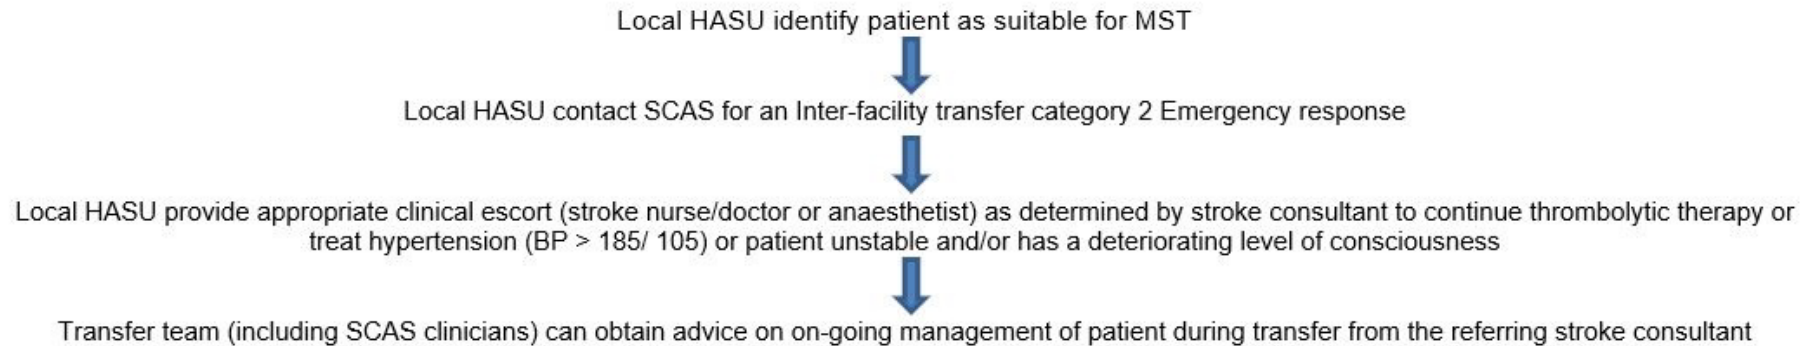 Local HASU identify patient as suitable for MST
Local HASU contact SCAS for an Inter-facility transfer category 2 Emergency response
Local HASU provide appropriate clinical escort (stroke nurse/doctor or anaesthetist) as determined by stroke consultant to continue thrombolytic therapy or
treat hypertension (BP > 185/ 105) or patient unstable and/or has a deteriorating level of consciousness
Transfer team (including SCAS clinicians) can obtain advice on on-going management of patient during transfer from the referring stroke consultant